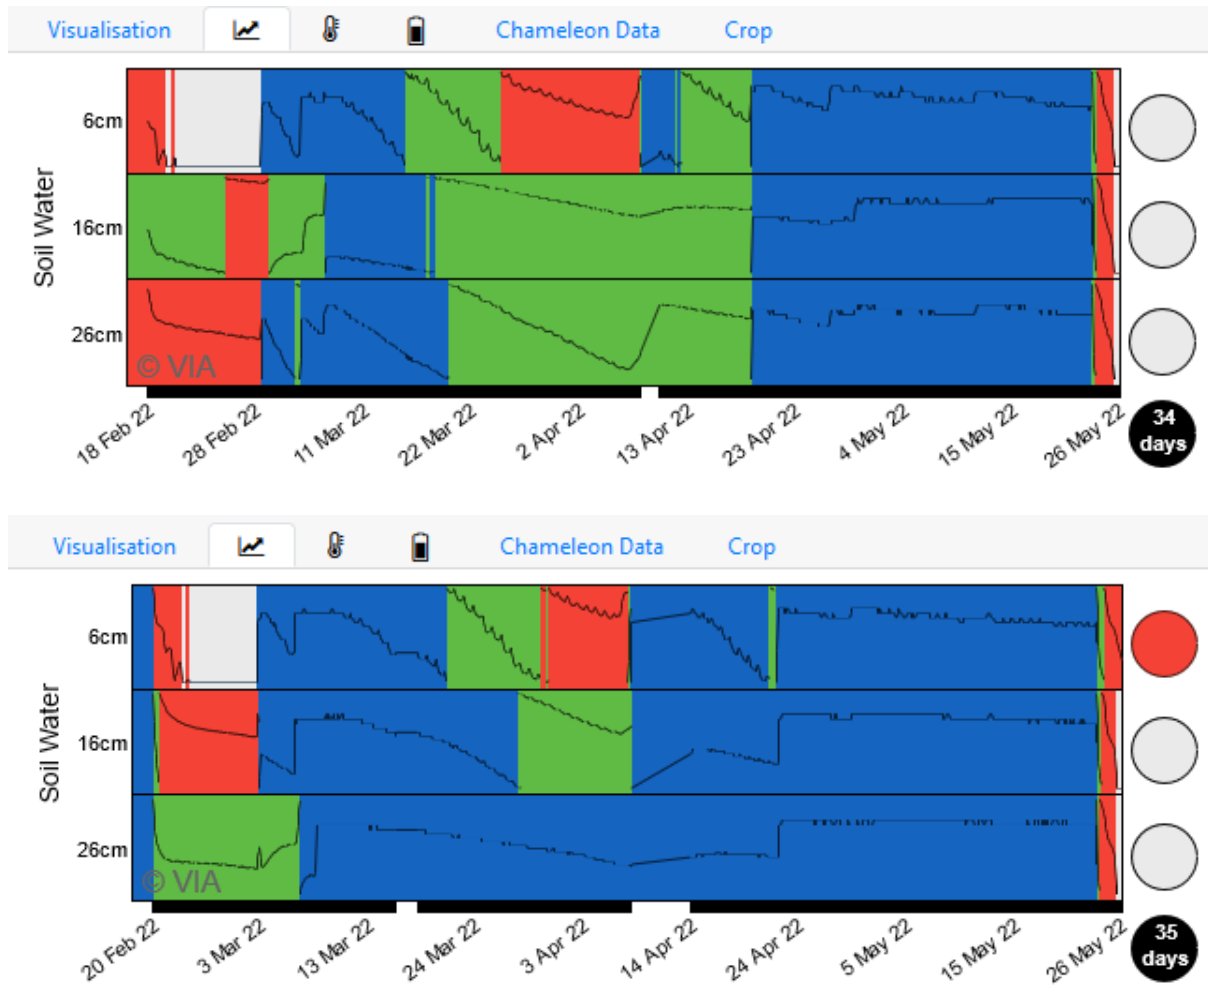 Visualisation Chameleon Data Crop
Soil Water
6cm
16cm
26cm
© VIA
18 Feb 22
28 Feb 22
11 Mar 22
22 Mar 22
2 Apr 22
13 Apr 22
23 Apr 22
4 May 22
15 May 22
26 May 22
34
days
Visualisation Chameleon Data Crop
Soil Water
6cm
16cm
26cm
© VIA
20 Feb 22
3 Mar 22
13 Mar 22
24 Mar 22
3 Apr 22
14 Apr 22
24 Apr 22
5 May 22
15 May 22
26 May 22
35
days